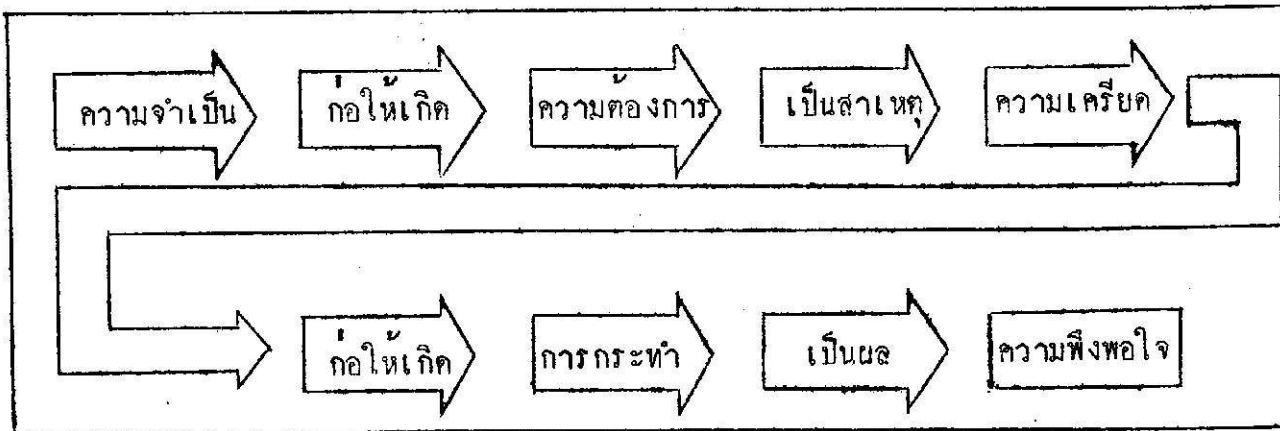 ความจำเป็น ก่อให้เกิด ความต้องการ เป็นสาเหตุ ความเครียด
ก่อให้เกิด การกระทำ เป็นผล ความพึงพอใจ